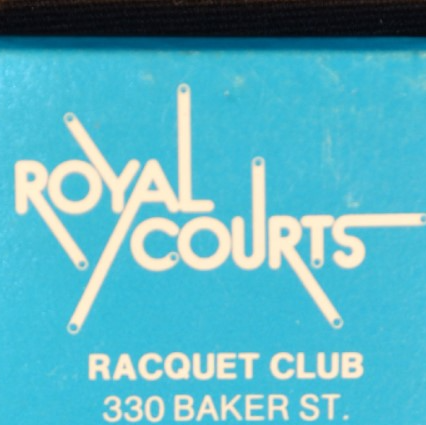 ROYAL
COURTS
RACQUET CLUB
330 BAKER ST.